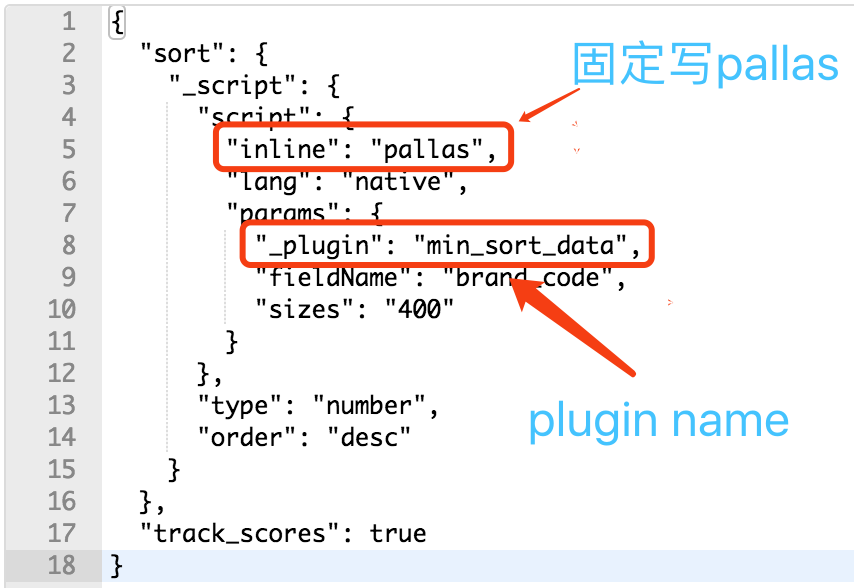 1 {
2 "sort": {
3 "_script": {
4 "script": {
5 "inline": "pallas",
6 "lang": "native",
7 "params": {
8 "_plugin": "min_sort_data",
9 "fieldName": "brand_code",
10 "sizes": "400"
11 }
12 },
13 "type": "number",
14 "order": "desc"
15 }
16 },
17 "track_scores": true
18 }
固定写pallas
plugin name